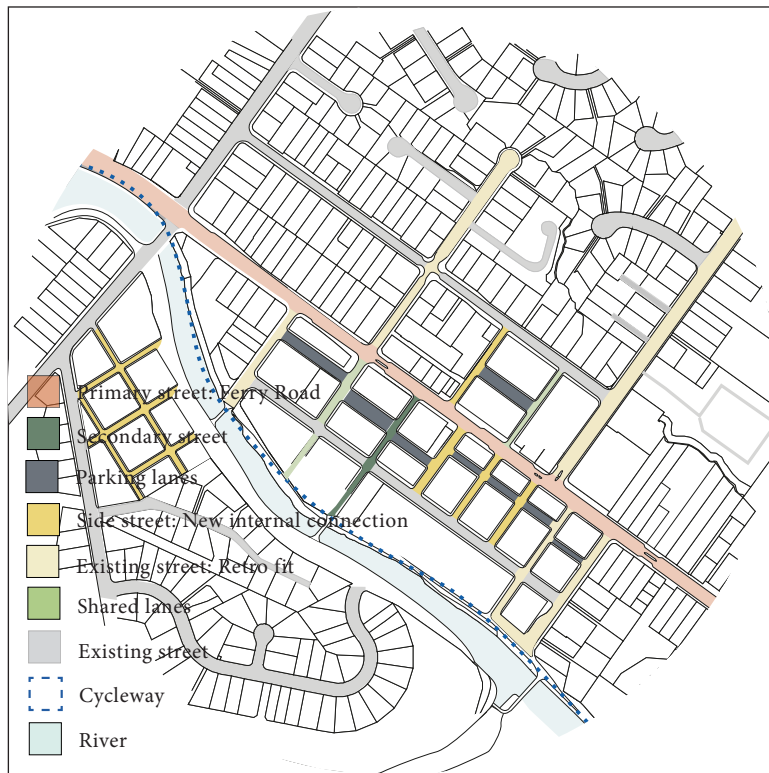 Primary street: Ferry Road
Secondary street
Parking lanes
Side street: New internal connection
Existing street: Retro fit
Shared lanes
Existing street
Cycleway
River